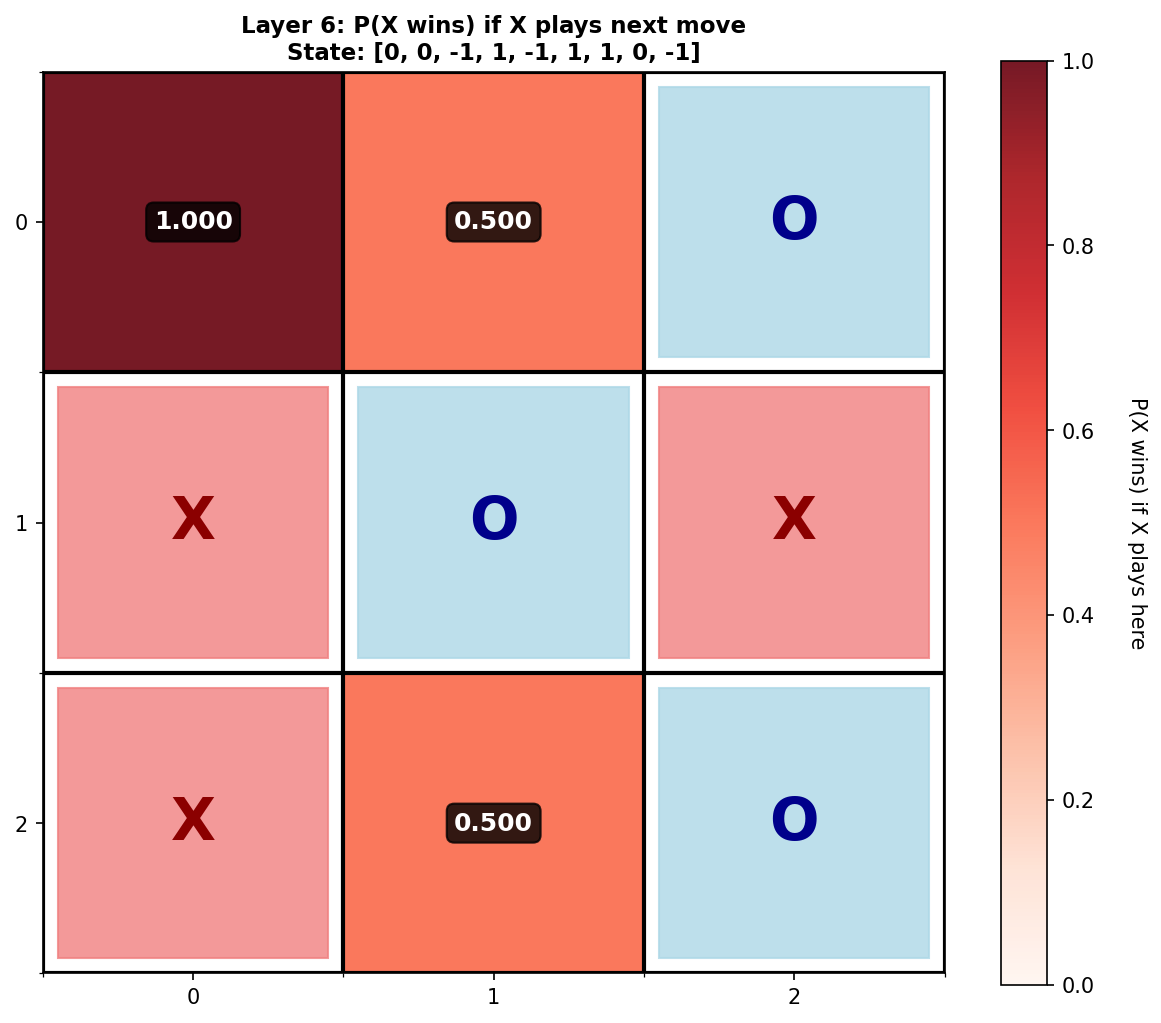 Layer 6: P(X wins) if X plays next move
State: [0, 0, -1, 1, -1, 1, 1, 0, -1]
0
1.000
0.500
O
1
X
O
X
2
X
0.500
O
0
1
2
1.0
0.8
0.6
0.4
0.2
0.0
P(X wins) if X plays here